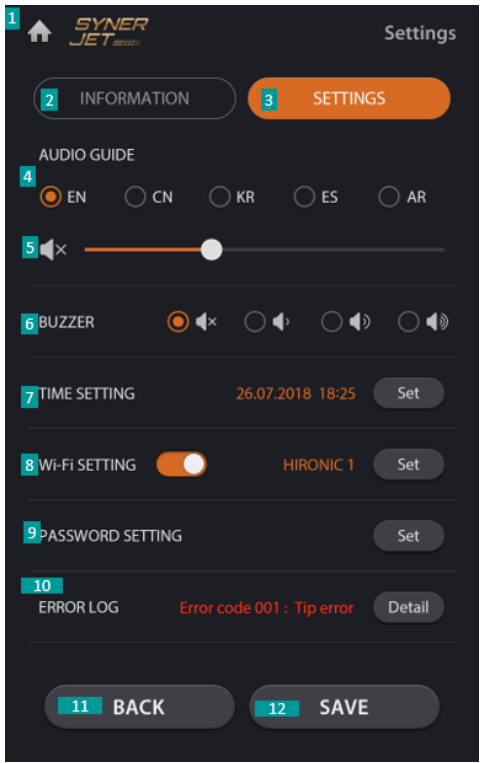 1
SYNER
JET
Settings
2 INFORMATION
3 SETTINGS
AUDIO GUIDE
4
EN CN KR ES AR
5
6 BUZZER
7 TIME SETTING 26.07.2018 18:25 Set
8 Wi-Fi SETTING HIRONIC 1 Set
9 PASSWORD SETTING Set
10
ERROR LOG Error code 001 : Tip error Detail
11 BACK
12 SAVE